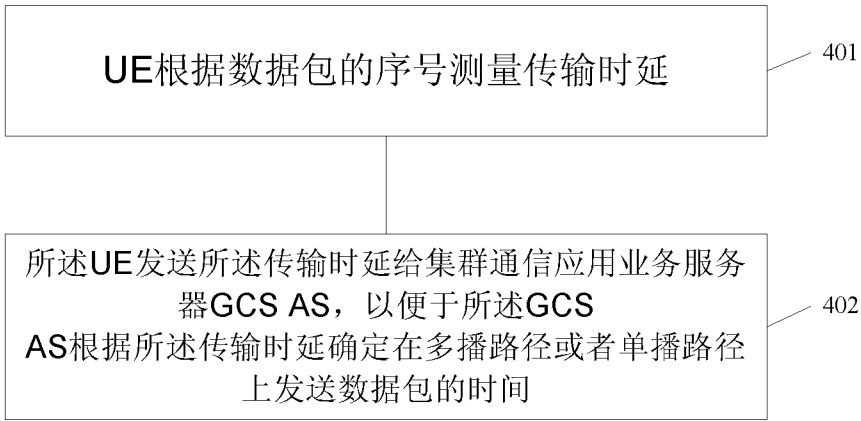 UE根据数据包的序号测量传输时延
401
所述UE发送所述传输时延给集群通信应用业务服务
器GCS AS，以便于所述GCS
AS根据所述传输时延确定在多播路径或者单播路径
上发送数据包的时间
402